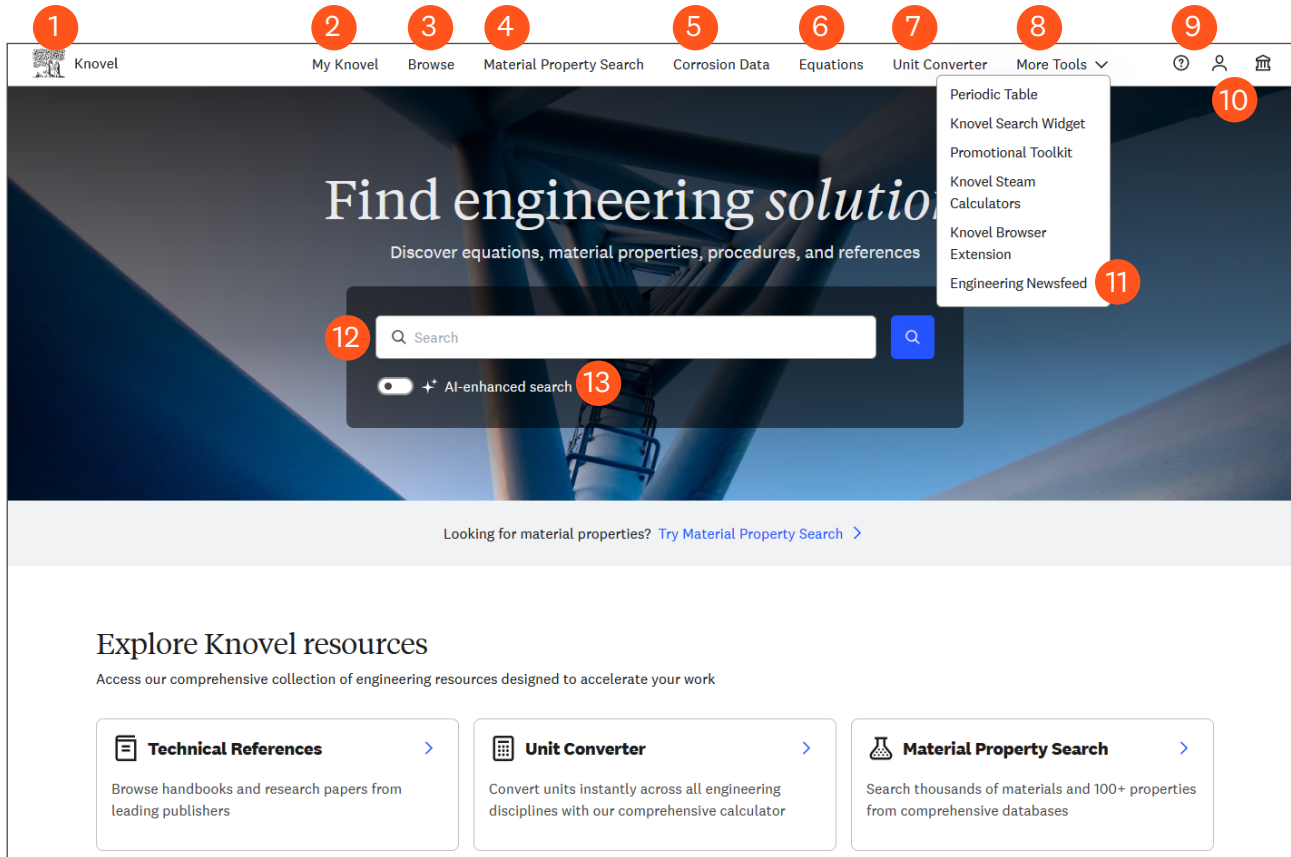 1
2
3
4
5
6
7
8
9
Knovel
My Knovel
Browse
Material Property Search
Corrosion Data
Equations
Unit Converter
More Tools
10
Periodic Table
Knovel Search Widget
Promotional Toolkit
Knovel Steam
Calculators
Knovel Browser
Extension
Engineering Newsfeed
11
Find engineering solutio
Discover equations, material properties, procedures, and references
12
Search
AI-enhanced search
13
Looking for material properties? Try Material Property Search
Explore Knovel resources
Access our comprehensive collection of engineering resources designed to accelerate your work
Technical References
Browse handbooks and research papers from
leading publishers
Unit Converter
Convert units instantly across all engineering
disciplines with our comprehensive calculator
Material Property Search
Search thousands of materials and 100+ properties
from comprehensive databases